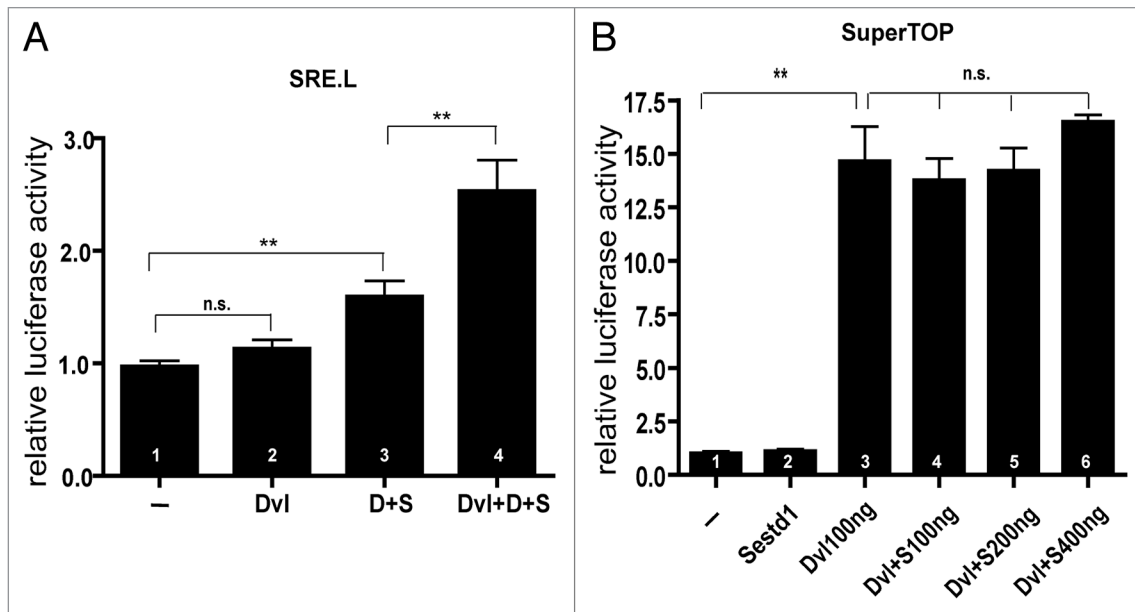 A
SRE.L
relative luciferase activity
3.0
2.0
1.0
0.0
**
**
n.s.
1
2
3
4
–
Dvl
D+S
Dvl+D+S
B
SuperTOP
relative luciferase activity
17.5
15.0
12.5
10.0
7.5
5.0
2.5
0.0
**
n.s.
1
2
3
4
5
6
–
Sestd1
Dvl100ng
Dvl+S100ng
Dvl+S200ng
Dvl+S400ng